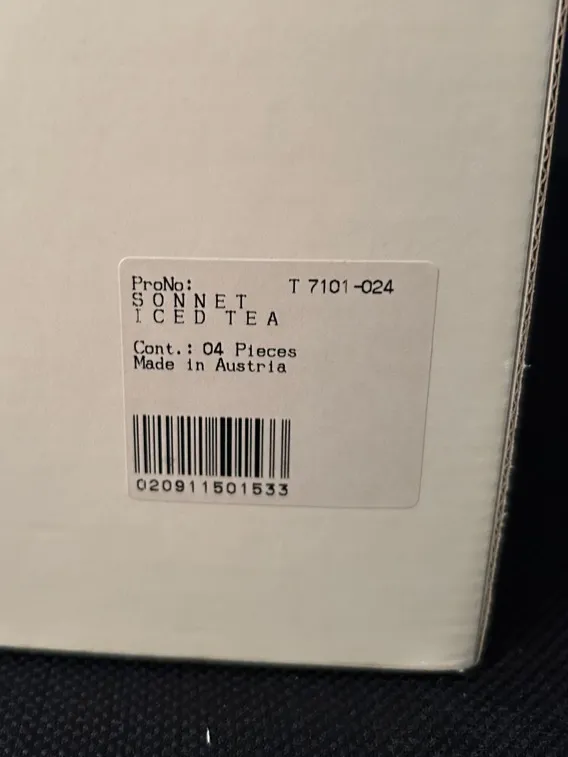 ProNo: T 7101-024
SONNET
ICED TEA
Cont.: 04 Pieces
Made in Austria
020911501533